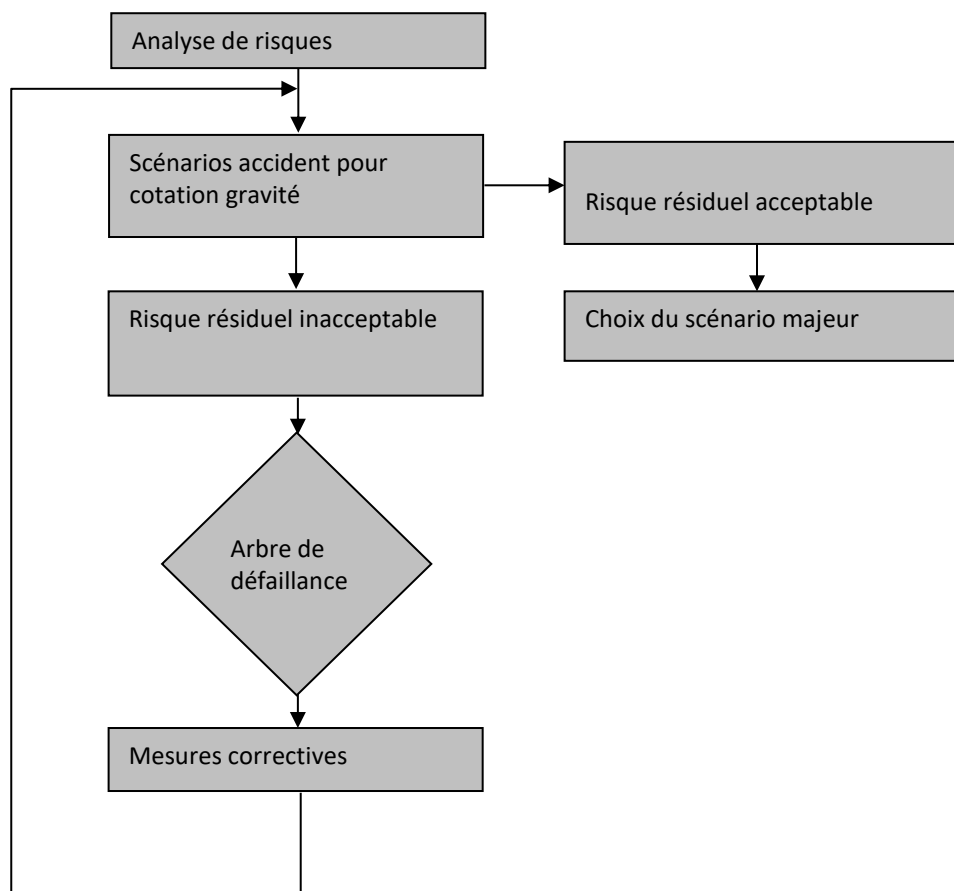 Analyse de risques
Scénarios accident pour
cotation gravité
Risque résiduel acceptable
Risque résiduel inacceptable
Choix du scénario majeur
Arbre de
défaillance
Mesures correctives